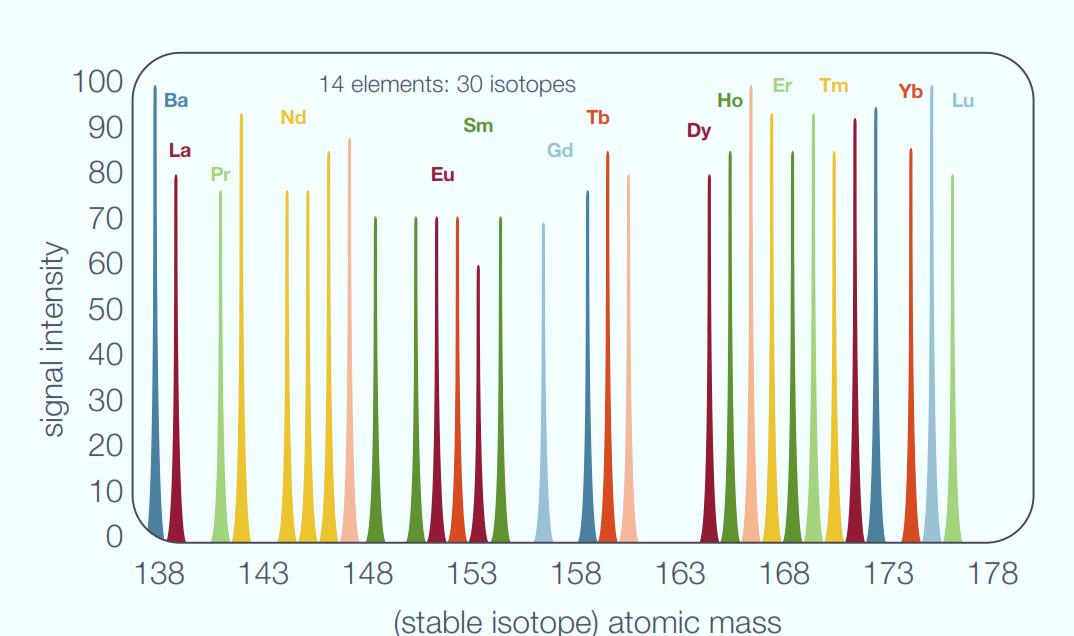 14 elements: 30 isotopes
100
90
80
70
60
50
40
30
20
10
0
signal intensity
Ba
La
Pr
Nd
Eu
Sm
Gd
Tb
Dy
Ho
Er
Tm
Yb
Lu
138 143 148 153 158 163 168 173 178
(stable isotope) atomic mass